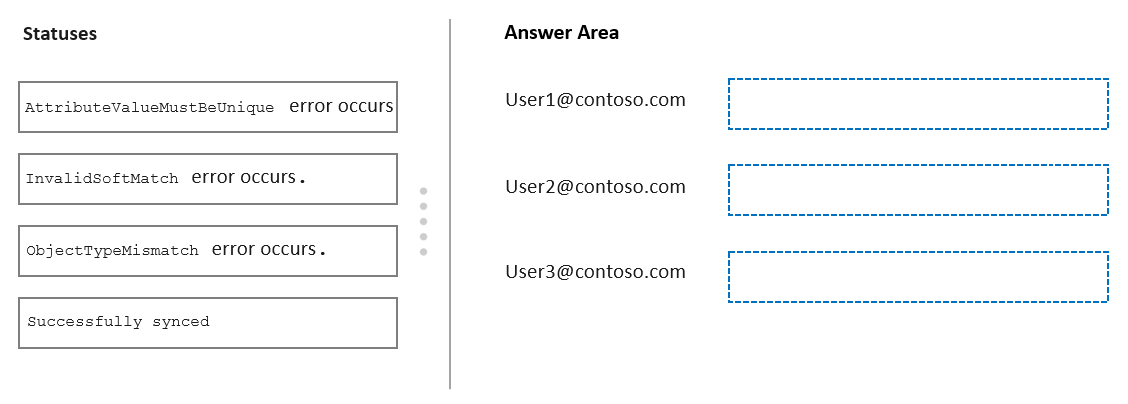 Statuses
AttributeValueMustBeUnique error occurs
InvalidSoftMatch error occurs.
ObjectTypeMismatch error occurs.
Successfully synced
Answer Area
User1@contoso.com
User2@contoso.com
User3@contoso.com